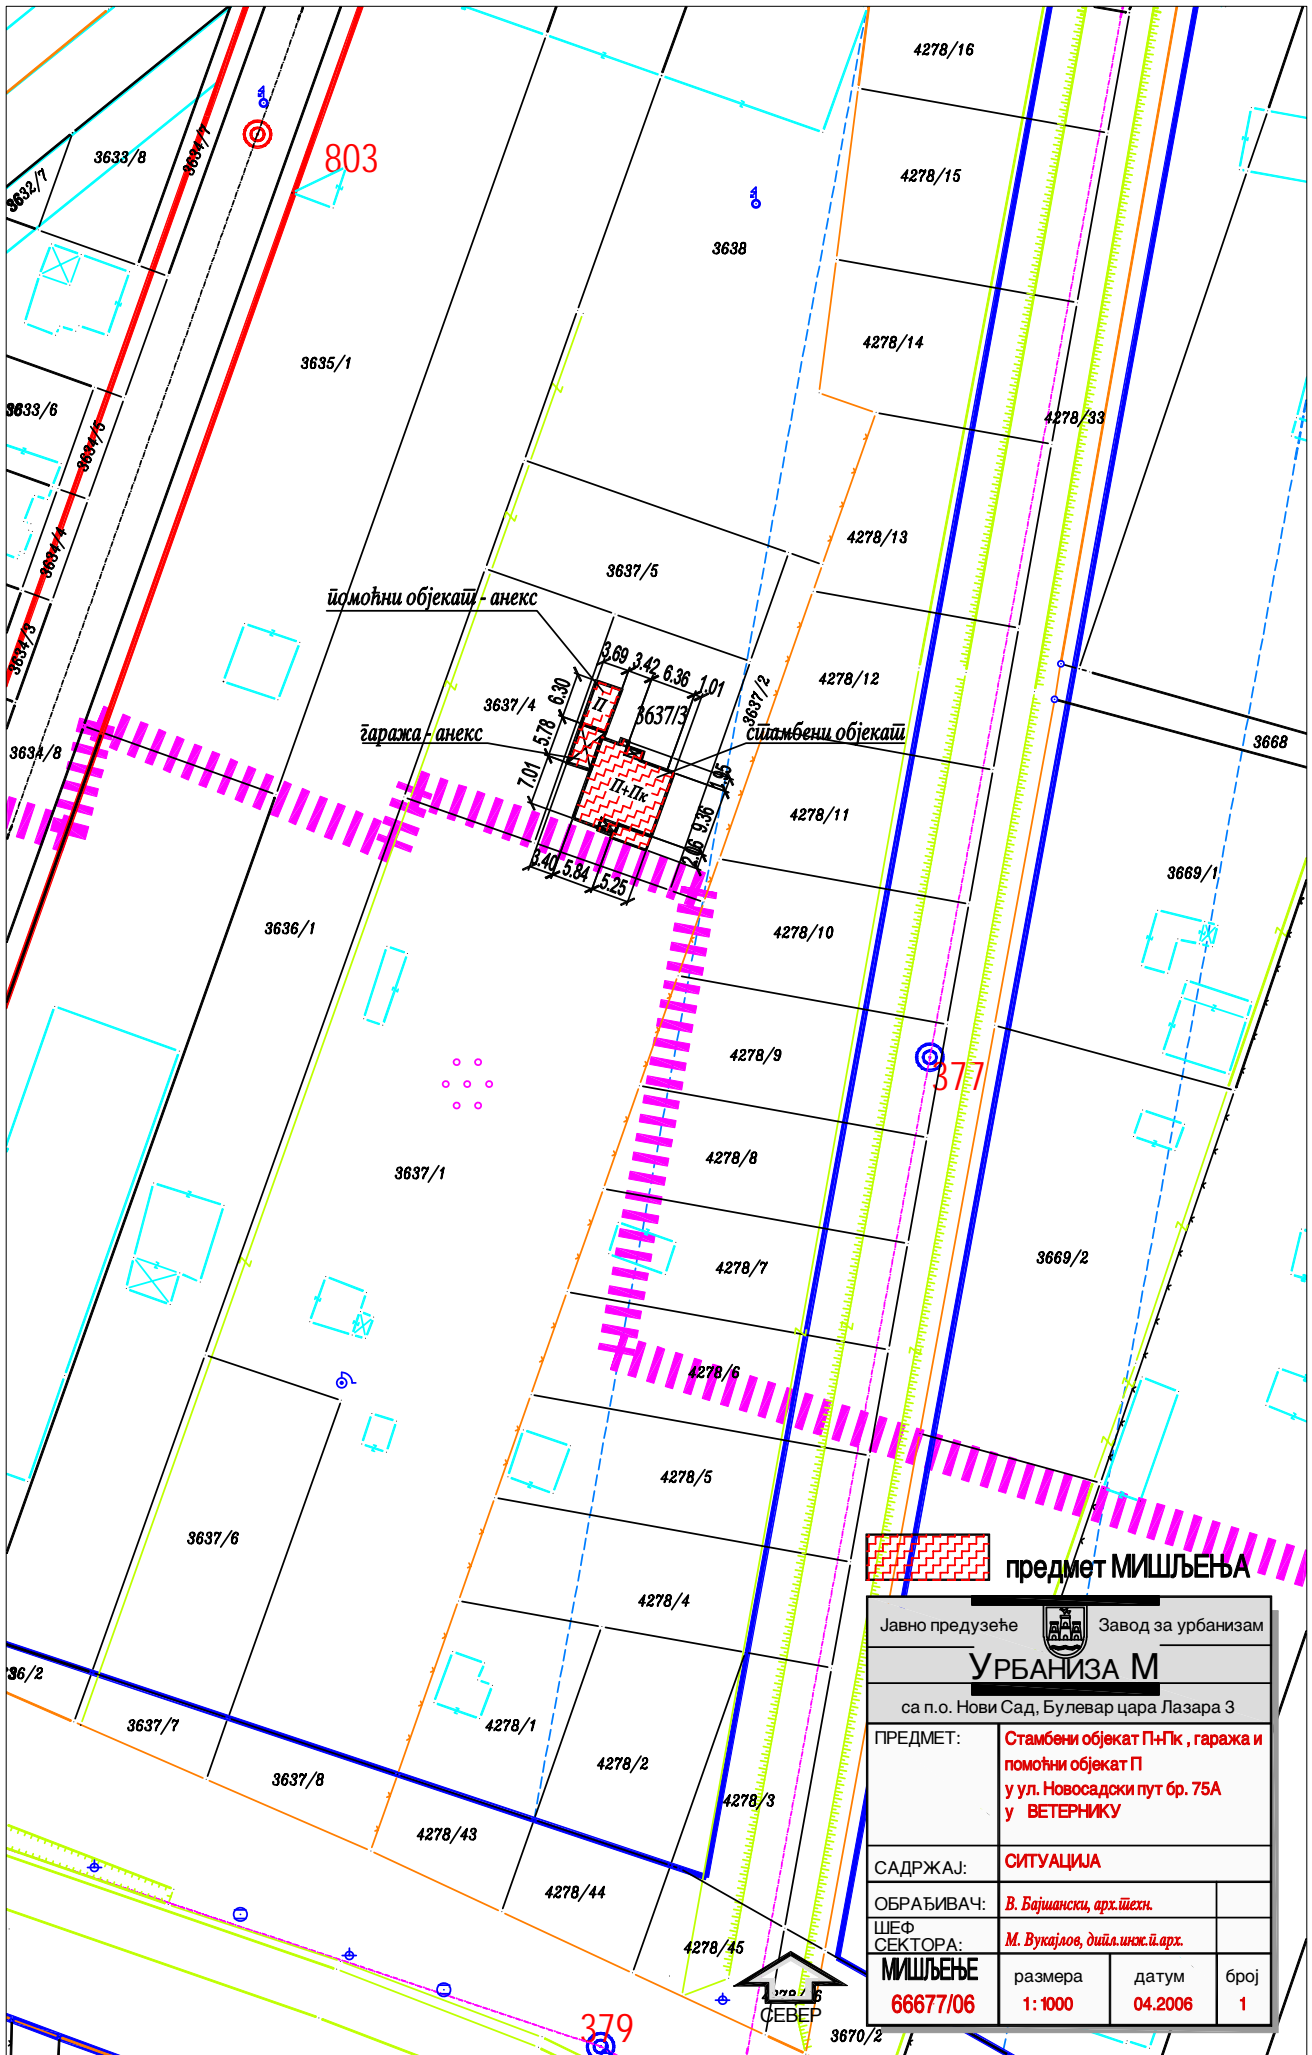 4278/16
803
3633/8
3634/7
3632/7
4278/15
3638
4278/14
3635/1
3633/6
3634/5
4278/33
4278/13
3634/4
3637/5
помоћни објекат - анекс
3634/3
3.69
3.42
6.36
1.01
3637/2
4278/12
6.30
П
3637/4
3637/3
гаража - анекс
5.78
стамбени објекат
3634/8
3668
7.01
П+Пк
1.95
9.36
4278/11
2.06
3.40
5.84
5.25
3669/1
3636/1
4278/10
4278/9
377
4278/8
3637/1
4278/7
3669/2
4278/6
4278/5
3637/6
4278/4
предмет МИШЉЕЊА
Јавно предузеће
Завод за урбанизам
УРБАНИЗА М
са п.о. Нови Сад, Булевар цара Лазара 3
36/2
3637/7
4278/1
4278/2
3637/8
4278/3
4278/43
4278/44
4278/45
ПРЕДМЕТ:
Стамбени објекат П+Пк , гаража и
помоћни објекат П
у ул. Новосадски пут бр. 75А
у ВЕТЕРНИКУ
САДРЖАЈ:
СИТУАЦИЈА
ОБРАЂИВАЧ:
В. Бајшански, арх.техн.
ШЕФ
СЕКТОРА:
М. Вукајлов, дипл.инж.п.арх.
МИШЉЕЊЕ
66677/06
размера
1:1000
датум
04.2006
број
1
СЕВЕР
3670/2
379